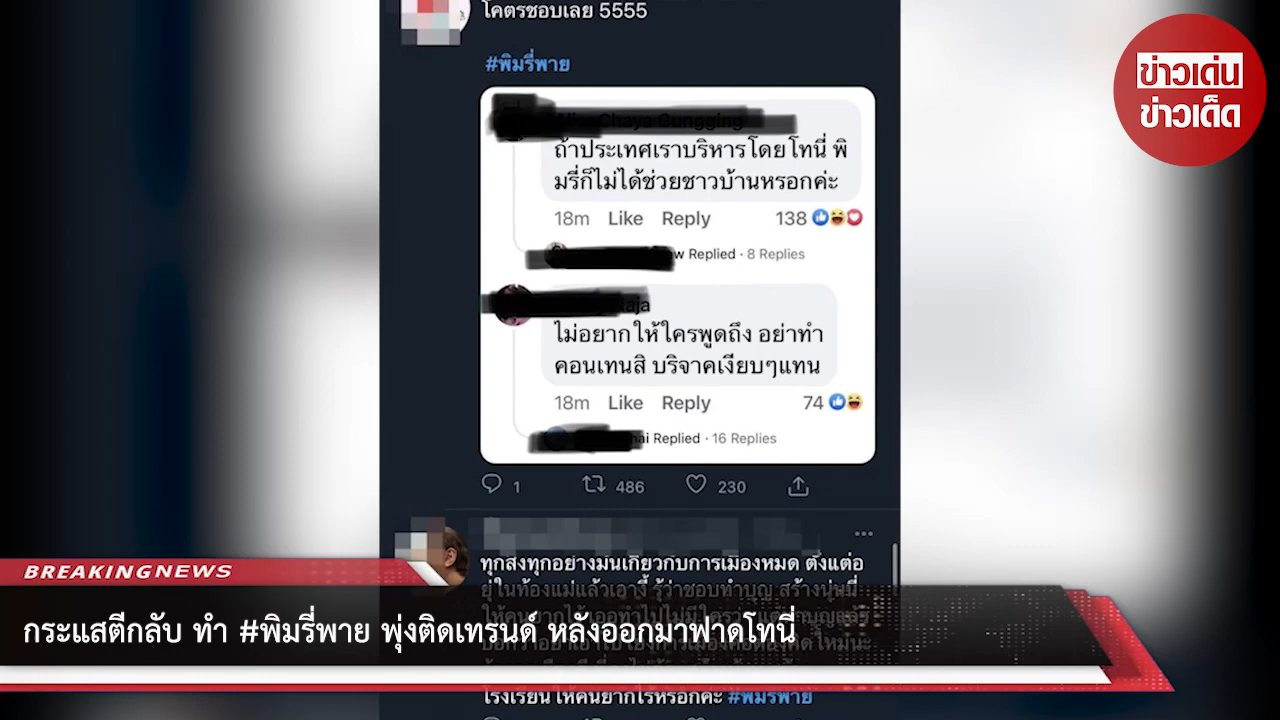 โคตรชอบเลย 5555
#พิมรี่พาย
ข่าวเด่น
ข่าวเด็ด
Chaya Gungging
ถ้าประเทศเราบริหารโดยโทนี่ พิ
มรี่ก็ไม่ได้ช่วยชาวบ้านหรอกค่ะ
18m Like Reply 138
w Replied · 8 Replies
aja
ไม่อยากให้ใครพูดถึง อย่าทำ
คอนเทนสิ บริจาคเงียบๆแทน
18m Like Reply 74
hai Replied · 16 Replies
1 486 230
ทุกสิ่งทุกอย่างมันเกี่ยวกับการเมืองหมด ตั้งแต่อ
ยู่ในท้องแม่แล้วเอางี้ รู้ว่าชอบทำบุญ สร้างนู่นนี่
BREAKING NEWS
กระแสตีกลับ ทำ #พิมรี่พาย พุ่งติดเทรนด์ หลังออกมาฟาดโทนี่
โรงเรียนให้คนยากไร้หรอกค่ะ #พิมรี่พาย